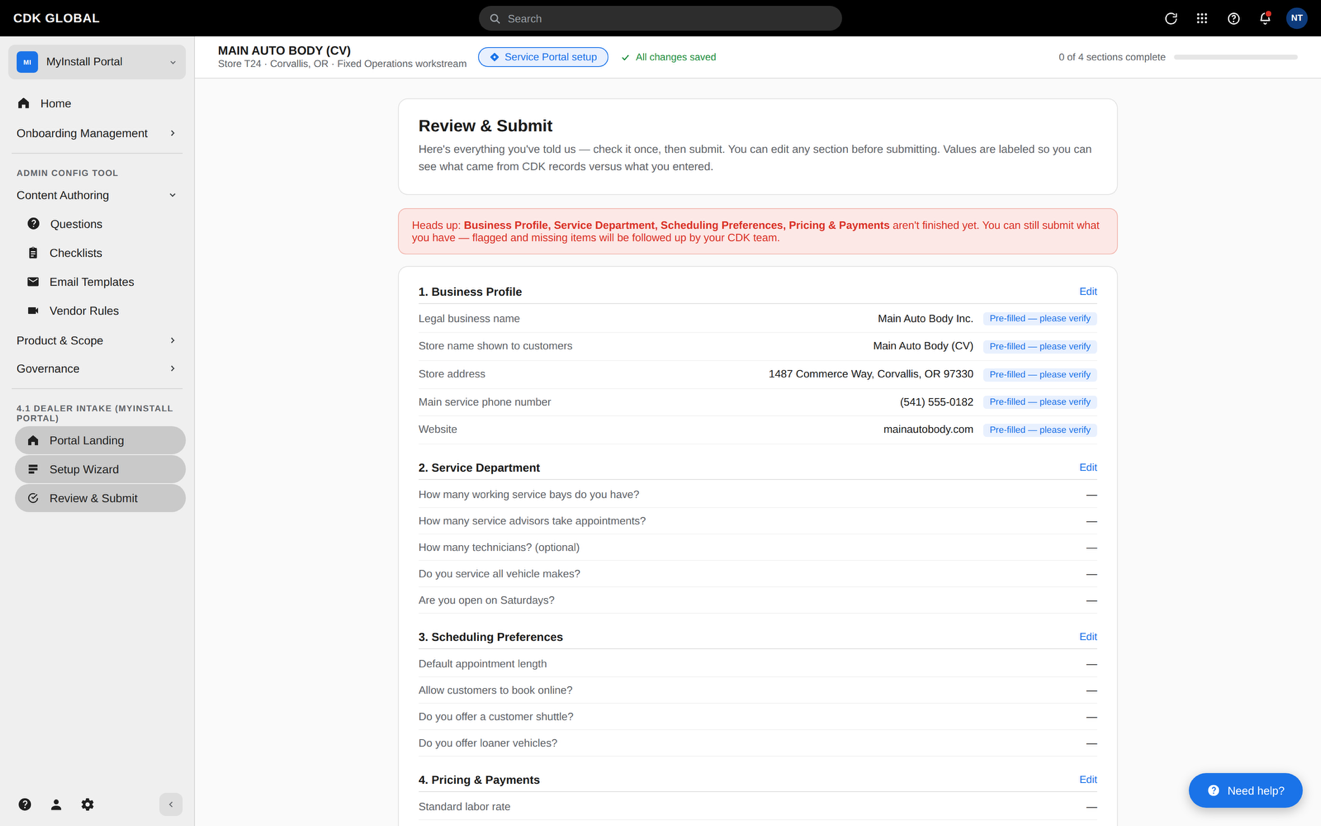 CDK GLOBAL
Search
NT
MI
MyInstall Portal
Home
Onboarding Management
ADMIN CONFIG TOOL
Content Authoring
Questions
Checklists
Email Templates
Vendor Rules
Product & Scope
Governance
4.1 DEALER INTAKE (MYINSTALL
PORTAL)
Portal Landing
Setup Wizard
Review & Submit
MAIN AUTO BODY (CV)
Store T24 · Corvallis, OR · Fixed Operations workstream
Service Portal setup
All changes saved
0 of 4 sections complete
Review & Submit
Here's everything you've told us — check it once, then submit. You can edit any section before submitting. Values are labeled so you can
see what came from CDK records versus what you entered.
Heads up: Business Profile, Service Department, Scheduling Preferences, Pricing & Payments aren't finished yet. You can still submit what
you have — flagged and missing items will be followed up by your CDK team.
1. Business Profile Edit
Legal business name Main Auto Body Inc. Pre-filled — please verify
Store name shown to customers Main Auto Body (CV) Pre-filled — please verify
Store address 1487 Commerce Way, Corvallis, OR 97330 Pre-filled — please verify
Main service phone number (541) 555-0182 Pre-filled — please verify
Website mainautobody.com Pre-filled — please verify
2. Service Department Edit
How many working service bays do you have? —
How many service advisors take appointments? —
How many technicians? (optional) —
Do you service all vehicle makes? —
Are you open on Saturdays? —
3. Scheduling Preferences Edit
Default appointment length —
Allow customers to book online? —
Do you offer a customer shuttle? —
Do you offer loaner vehicles? —
4. Pricing & Payments Edit
Standard labor rate —
Need help?